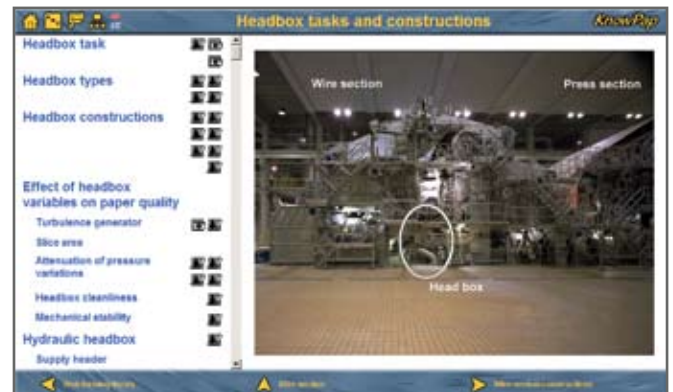 Headbox tasks and constructions
KnowPap
Headbox task
Headbox types
Headbox constructions
Effect of headbox
variables on paper quality
Turbulence generator
Slice area
Attenuation of pressure
variations
Headbox cleanliness
Mechanical stability
Hydraulic headbox
Supply header
Wire section
Press section
Head box
Wire section